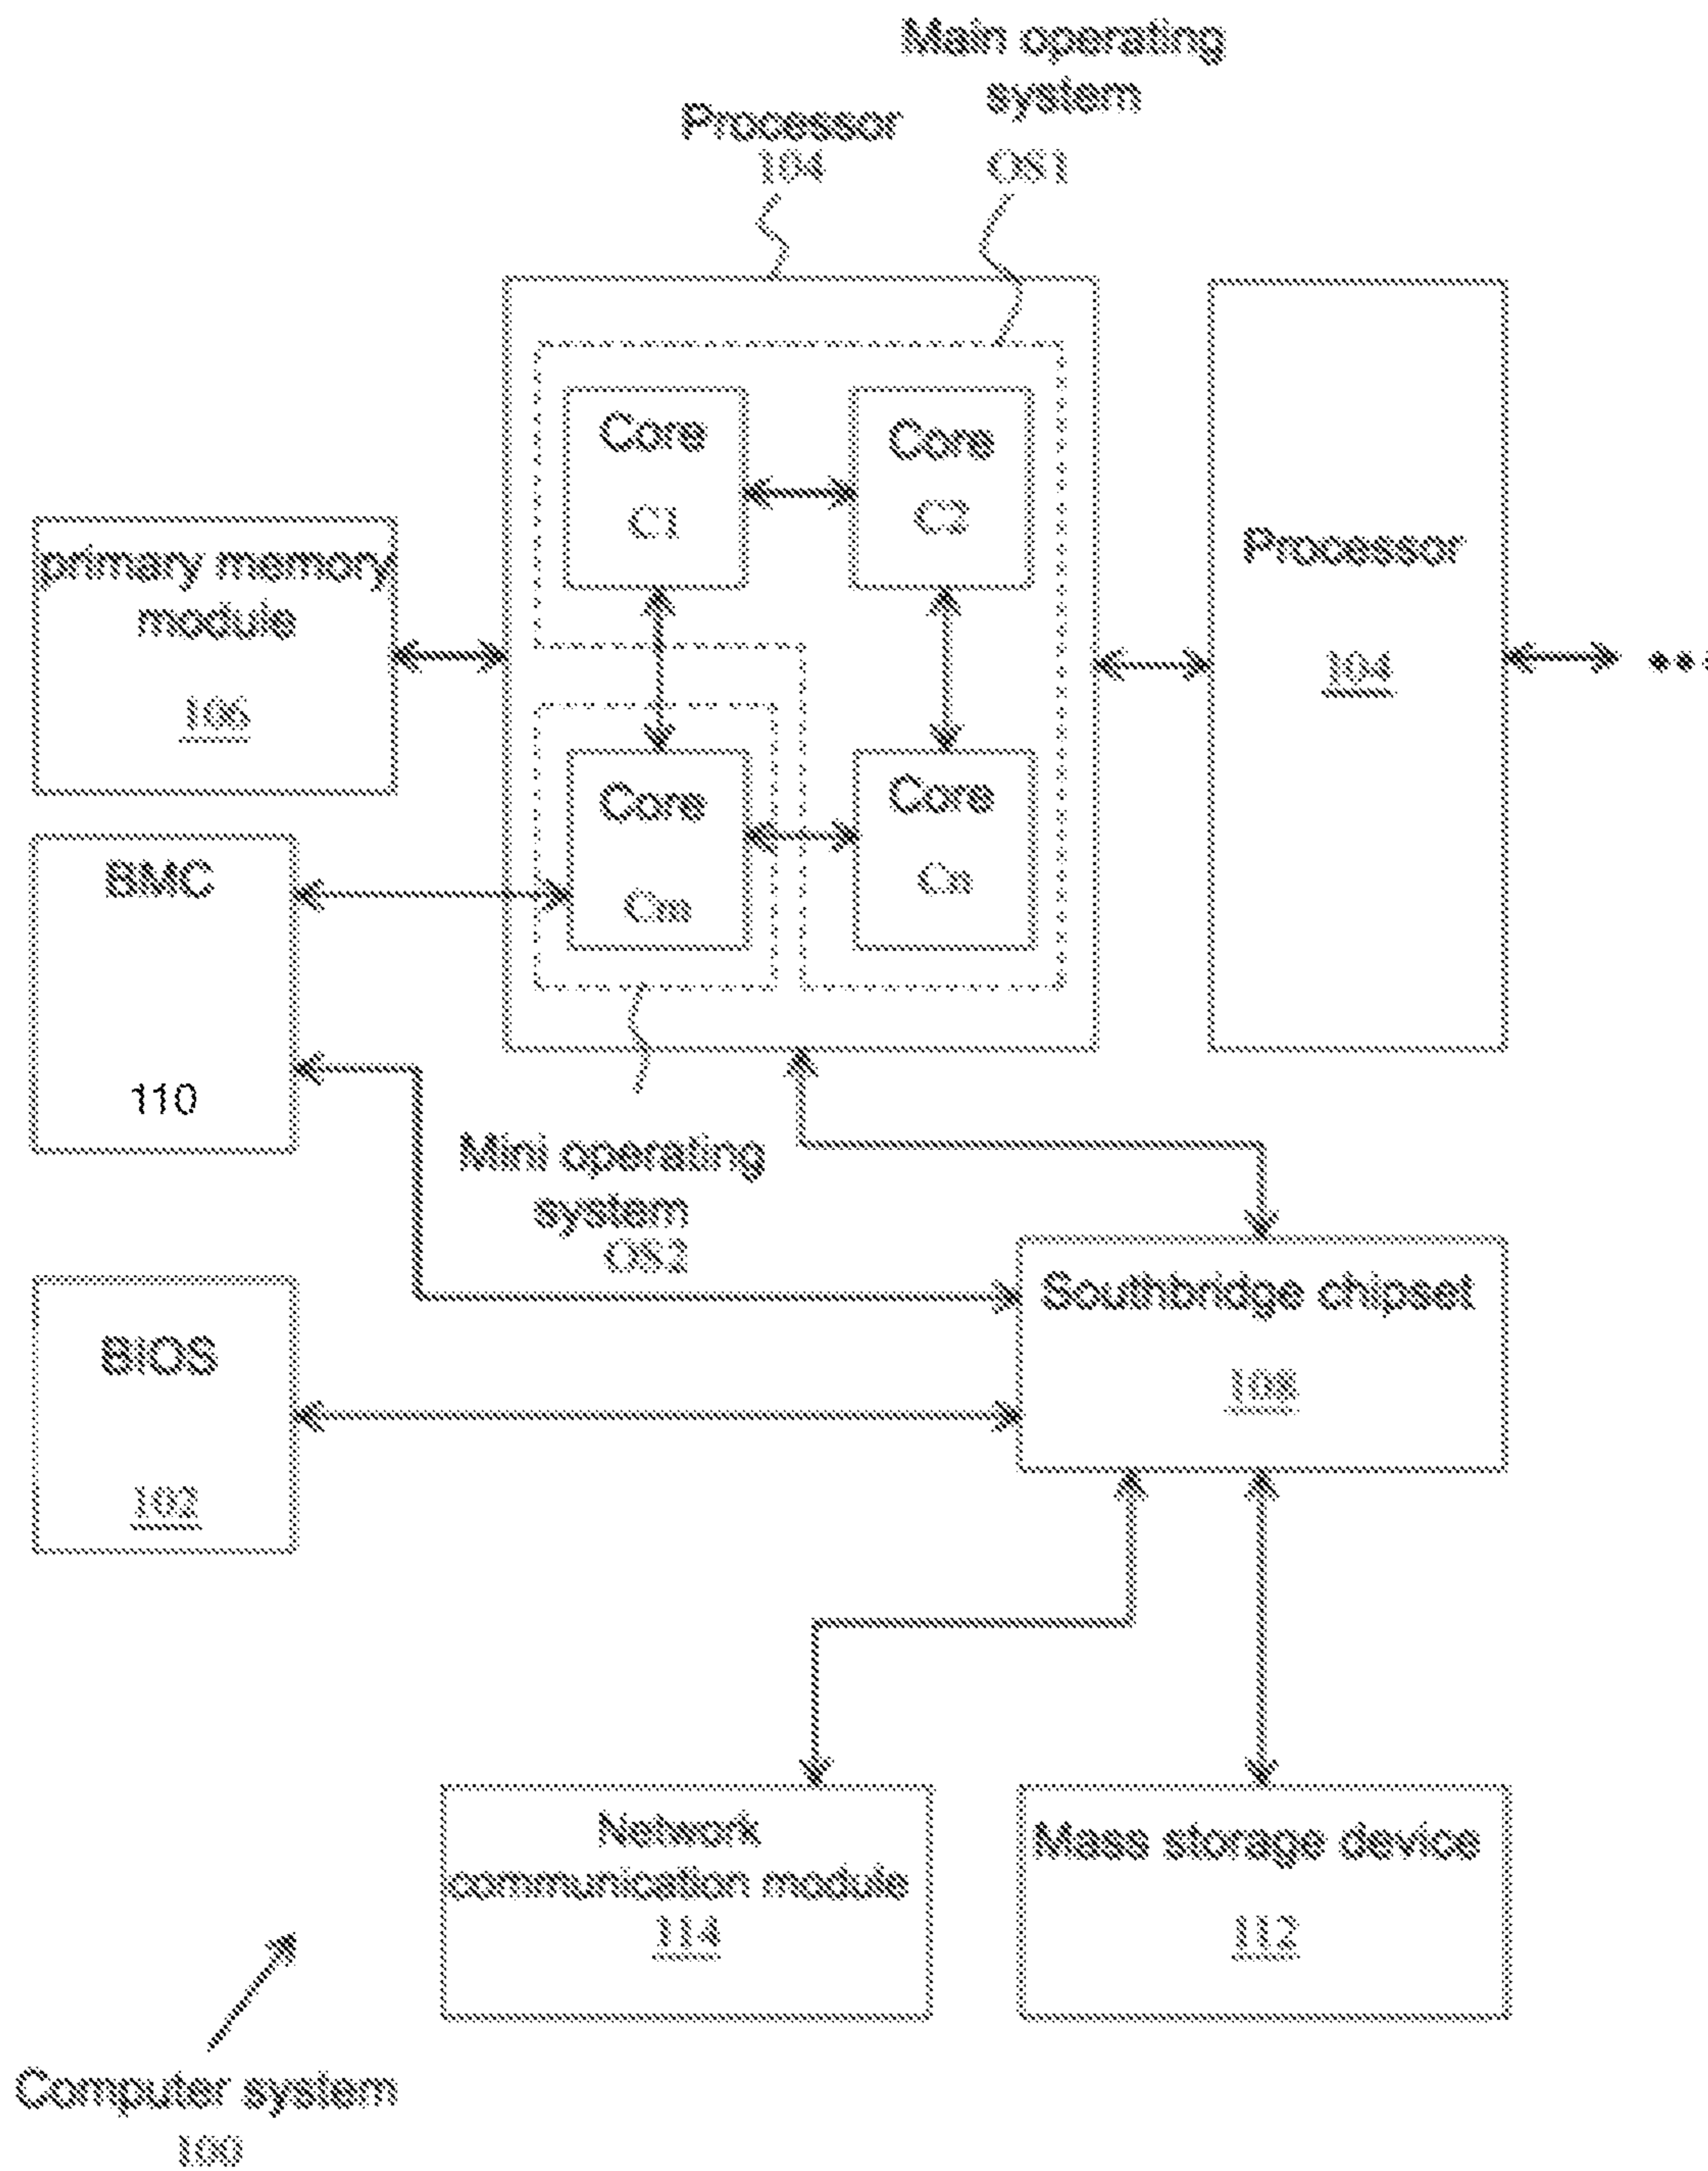 Main operating
system
OS1
Processor
104
Core
C1
Core
C2
primary memory
module
106
Processor
104
Core
Cm
Core
Cn
BMC
110
Mini operating
system
OS2
Southbridge chipset
108
BIOS
102
Network
communication module
114
Mass storage device
112
Computer system
100